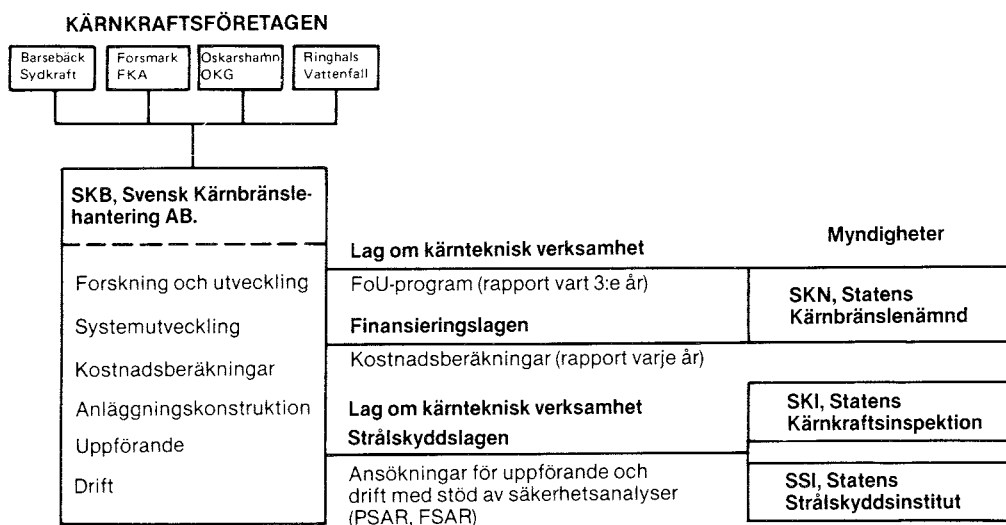 KÄRNKRAFTSFÖRETAGEN
Barsebäck
Sydkraft
Forsmark
FKA
Oskarshamn
OKG
Ringhals
Vattenfall
SKB, Svensk Kärnbränsle-
hantering AB.
Forskning och utveckling
Systemutveckling
Kostnadsberäkningar
Anläggningskonstruktion
Uppförande
Drift
Lag om kärnteknisk verksamhet
FoU-program (rapport vart 3:e år)
Finansieringslagen
Kostnadsberäkningar (rapport varje år)
Lag om kärnteknisk verksamhet
Strålskyddslagen
Ansökningar för uppförande och
drift med stöd av säkerhetsanalyser
(PSAR, FSAR)
Myndigheter
SKN, Statens
Kärnbränslenämnd
SKI, Statens
Kärnkraftsinspektion
SSI, Statens
Strålskyddsinstitut